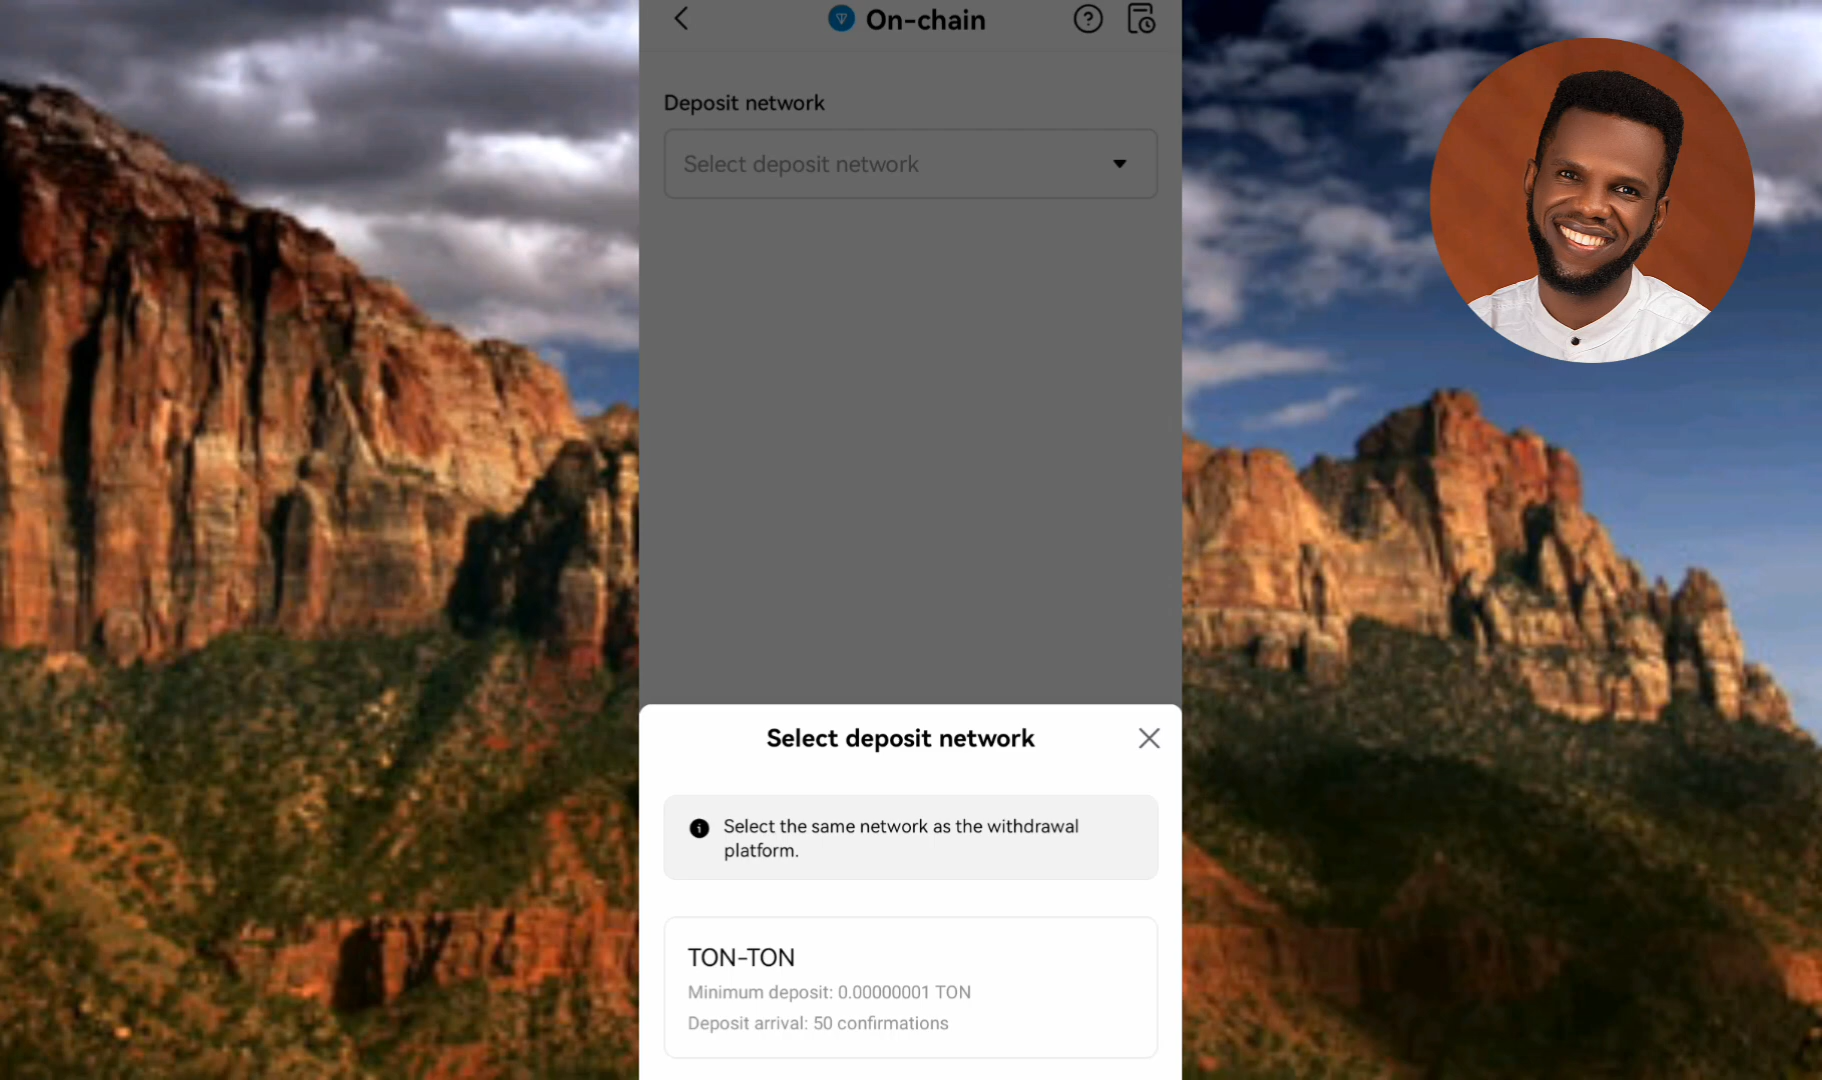 On-chain
Deposit network
Select deposit network
Select deposit network
Select the same network as the withdrawal
platform.
TON-TON
Minimum deposit: 0.00000001 TON
Deposit arrival: 50 confirmations